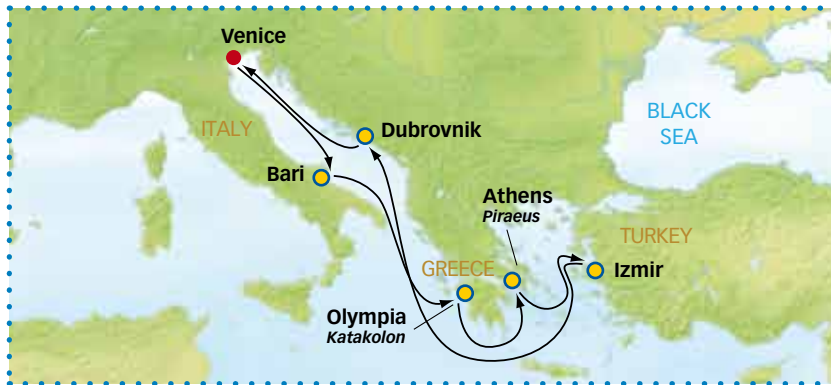 Venice
ITALY
Bari
Dubrovnik
BLACK
SEA
Athens
Piraeus
TURKEY
Izmir
GREECE
Olympia
Katakolon